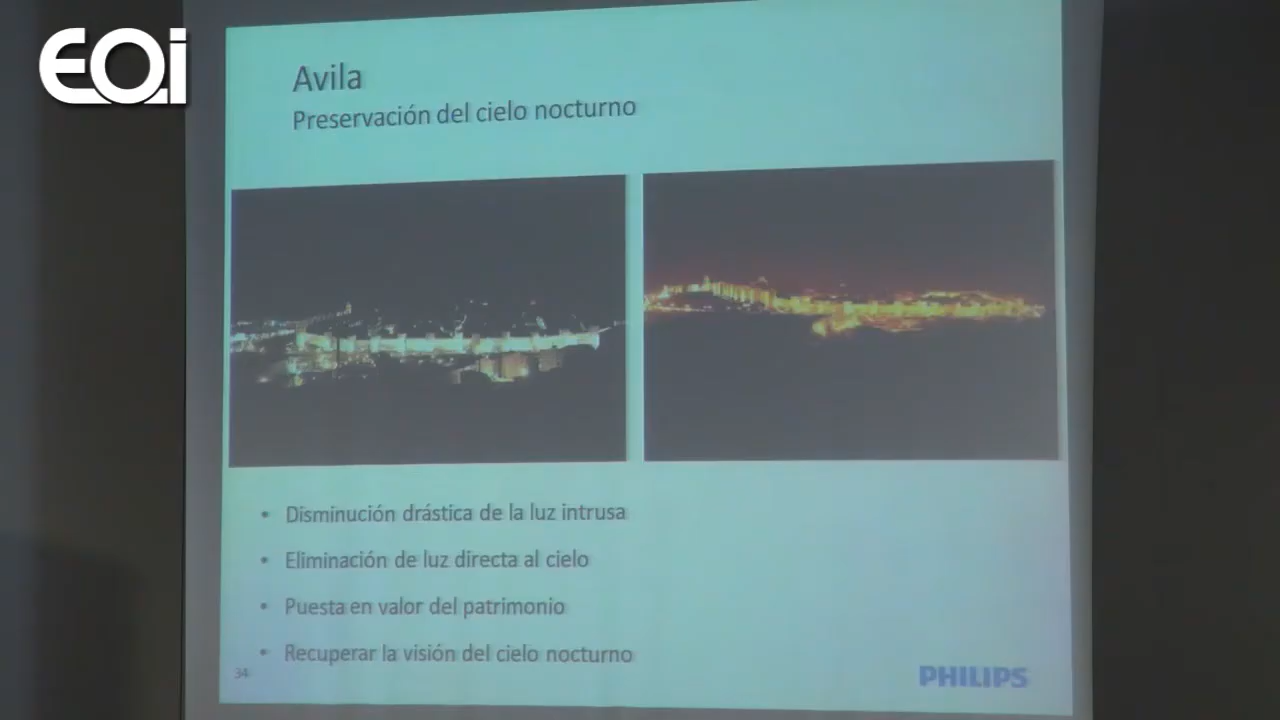 EOi
Avila
Preservación del cielo nocturno
• Disminución drástica de la luz intrusa
• Eliminación de luz directa al cielo
• Puesta en valor del patrimonio
• Recuperar la visión del cielo nocturno
34
PHILIPS